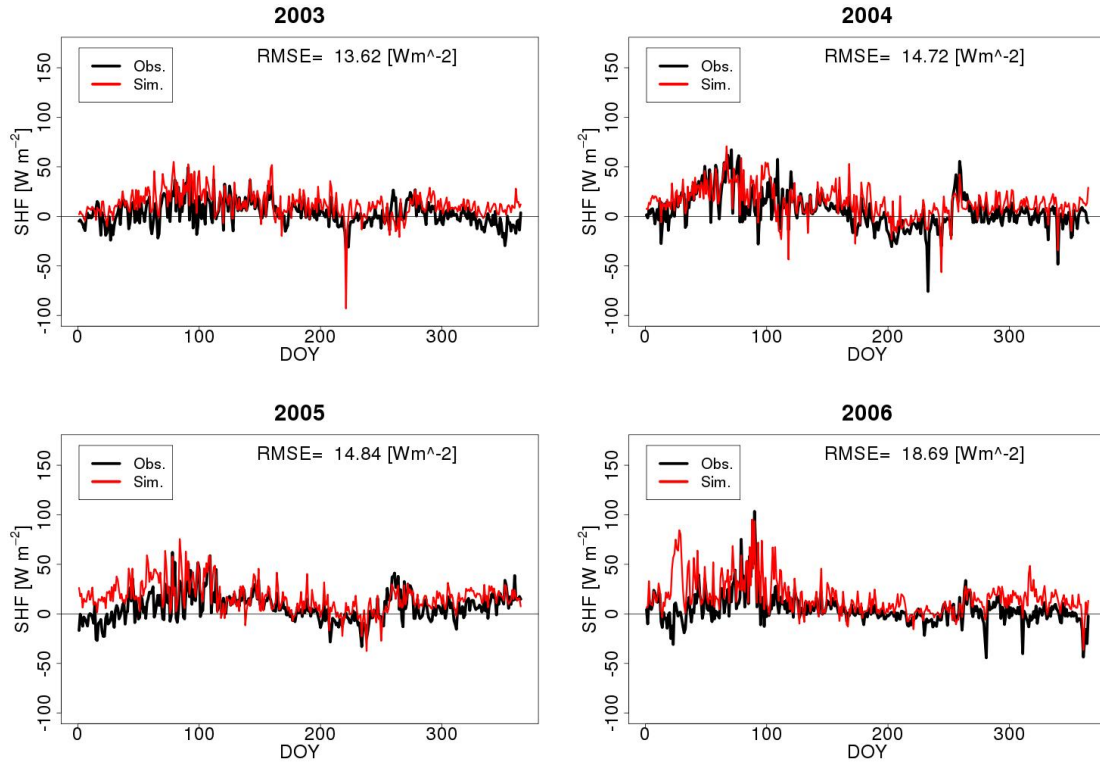 2003
RMSE= 13.62 [Wm^-2]
Obs.
Sim.
SHF [W m−2]
150
100
50
0
-50
-100
0 100 200 300
DOY
2004
RMSE= 14.72 [Wm^-2]
Obs.
Sim.
SHF [W m−2]
150
100
50
0
-50
-100
0 100 200 300
DOY
2005
RMSE= 14.84 [Wm^-2]
Obs.
Sim.
SHF [W m−2]
150
100
50
0
-50
-100
0 100 200 300
DOY
2006
RMSE= 18.69 [Wm^-2]
Obs.
Sim.
SHF [W m−2]
150
100
50
0
-50
-100
0 100 200 300
DOY